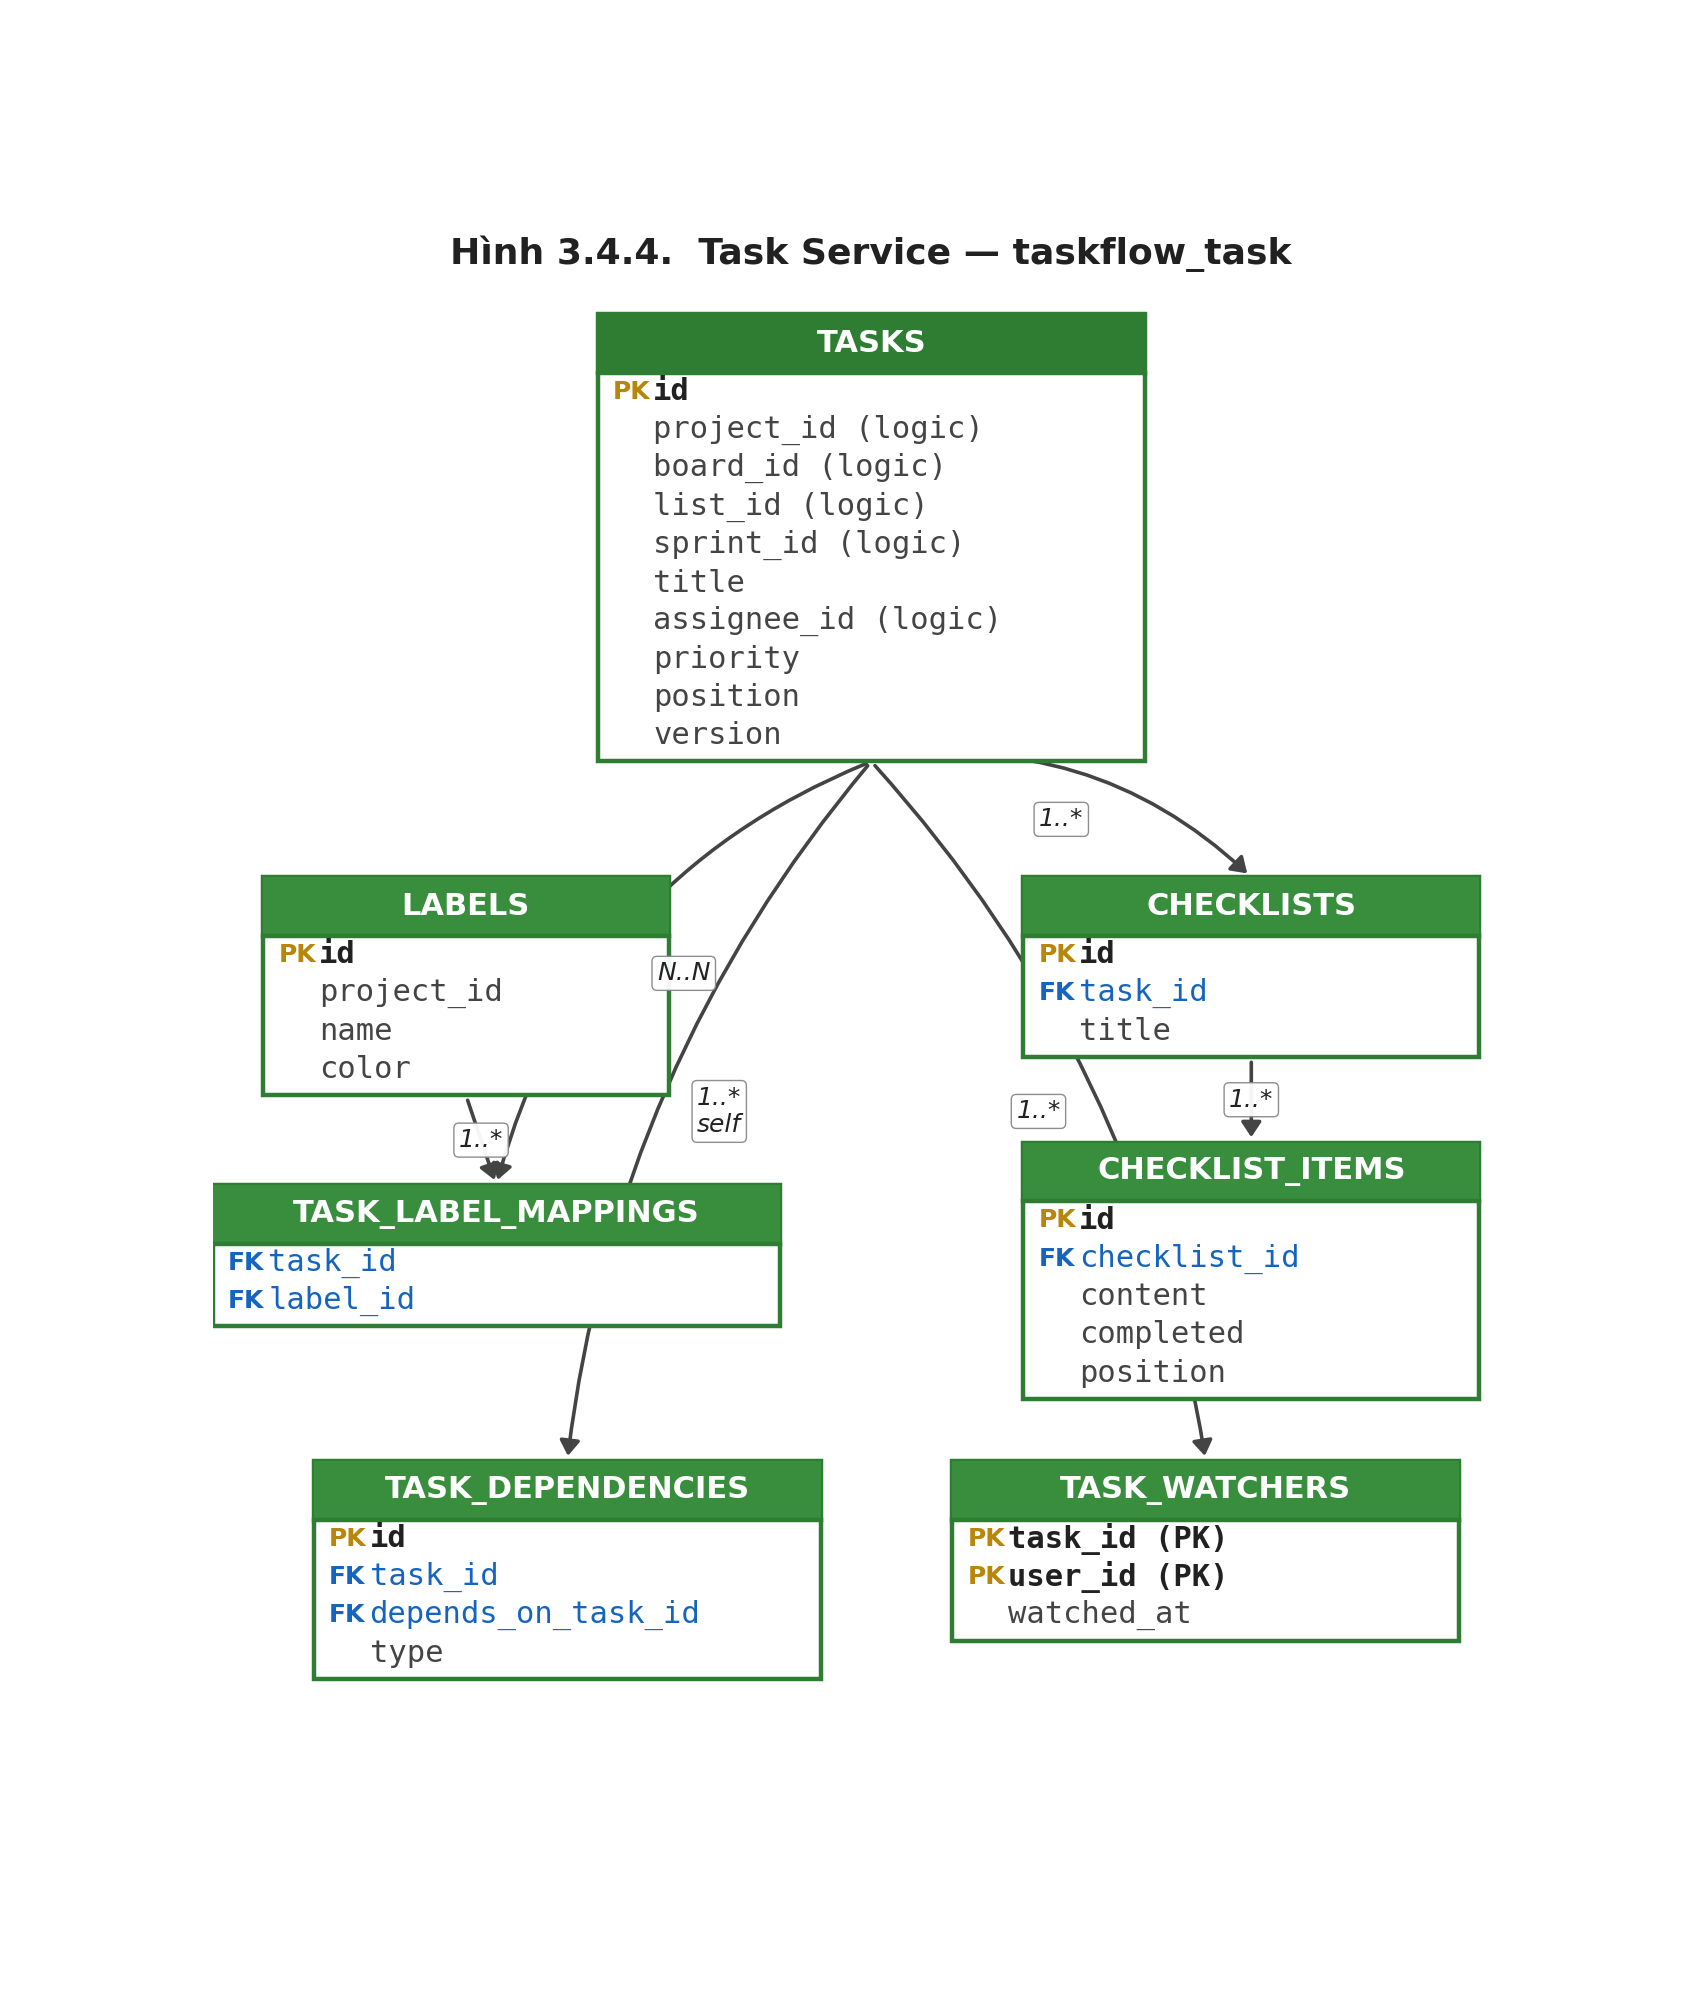 Hình 3.4.4.  Task Service — taskflow_task
TASKS
PK id
project_id (logic)
board_id (logic)
list_id (logic)
sprint_id (logic)
title
assignee_id (logic)
priority
position
version
1..*
LABELS
PK id
project_id
name
color
N..N
CHECKLISTS
PK id
FK task_id
title
1..*
self
1..*
1..*
1..*
TASK_LABEL_MAPPINGS
FK task_id
FK label_id
CHECKLIST_ITEMS
PK id
FK checklist_id
content
completed
position
TASK_DEPENDENCIES
PK id
FK task_id
FK depends_on_task_id
type
TASK_WATCHERS
PK task_id (PK)
PK user_id (PK)
watched_at